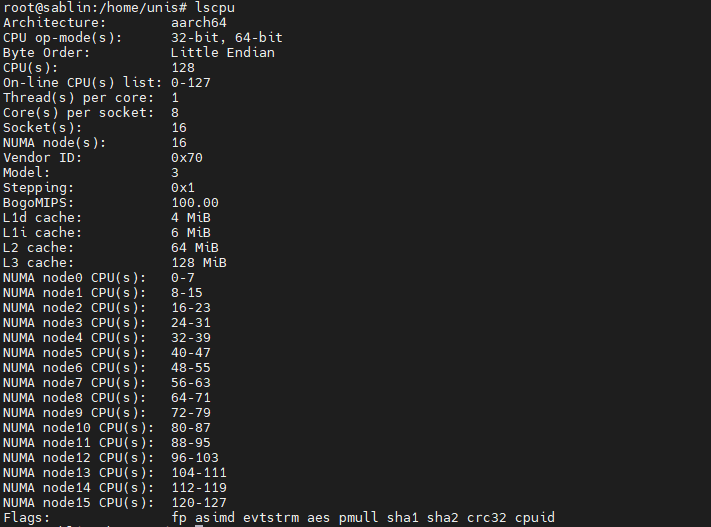 root@sablin:/home/unis# lscpu
Architecture: aarch64
CPU op-mode(s): 32-bit, 64-bit
Byte Order: Little Endian
CPU(s): 128
On-line CPU(s) list: 0-127
Thread(s) per core: 1
Core(s) per socket: 8
Socket(s): 16
NUMA node(s): 16
Vendor ID: 0x70
Model: 3
Stepping: 0x1
BogoMIPS: 100.00
L1d cache: 4 MiB
L1i cache: 6 MiB
L2 cache: 64 MiB
L3 cache: 128 MiB
NUMA node0 CPU(s): 0-7
NUMA node1 CPU(s): 8-15
NUMA node2 CPU(s): 16-23
NUMA node3 CPU(s): 24-31
NUMA node4 CPU(s): 32-39
NUMA node5 CPU(s): 40-47
NUMA node6 CPU(s): 48-55
NUMA node7 CPU(s): 56-63
NUMA node8 CPU(s): 64-71
NUMA node9 CPU(s): 72-79
NUMA node10 CPU(s): 80-87
NUMA node11 CPU(s): 88-95
NUMA node12 CPU(s): 96-103
NUMA node13 CPU(s): 104-111
NUMA node14 CPU(s): 112-119
NUMA node15 CPU(s): 120-127
Flags: fp asimd evtstrm aes pmull sha1 sha2 crc32 cpuid